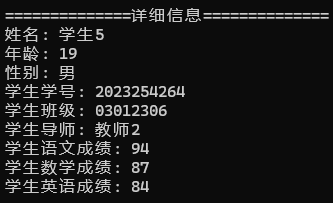 ==============详细信息==============
姓名: 学生5
年龄: 19
性别: 男
学生学号: 2023254264
学生班级: 03012306
学生导师: 教师2
学生语文成绩: 94
学生数学成绩: 87
学生英语成绩: 84